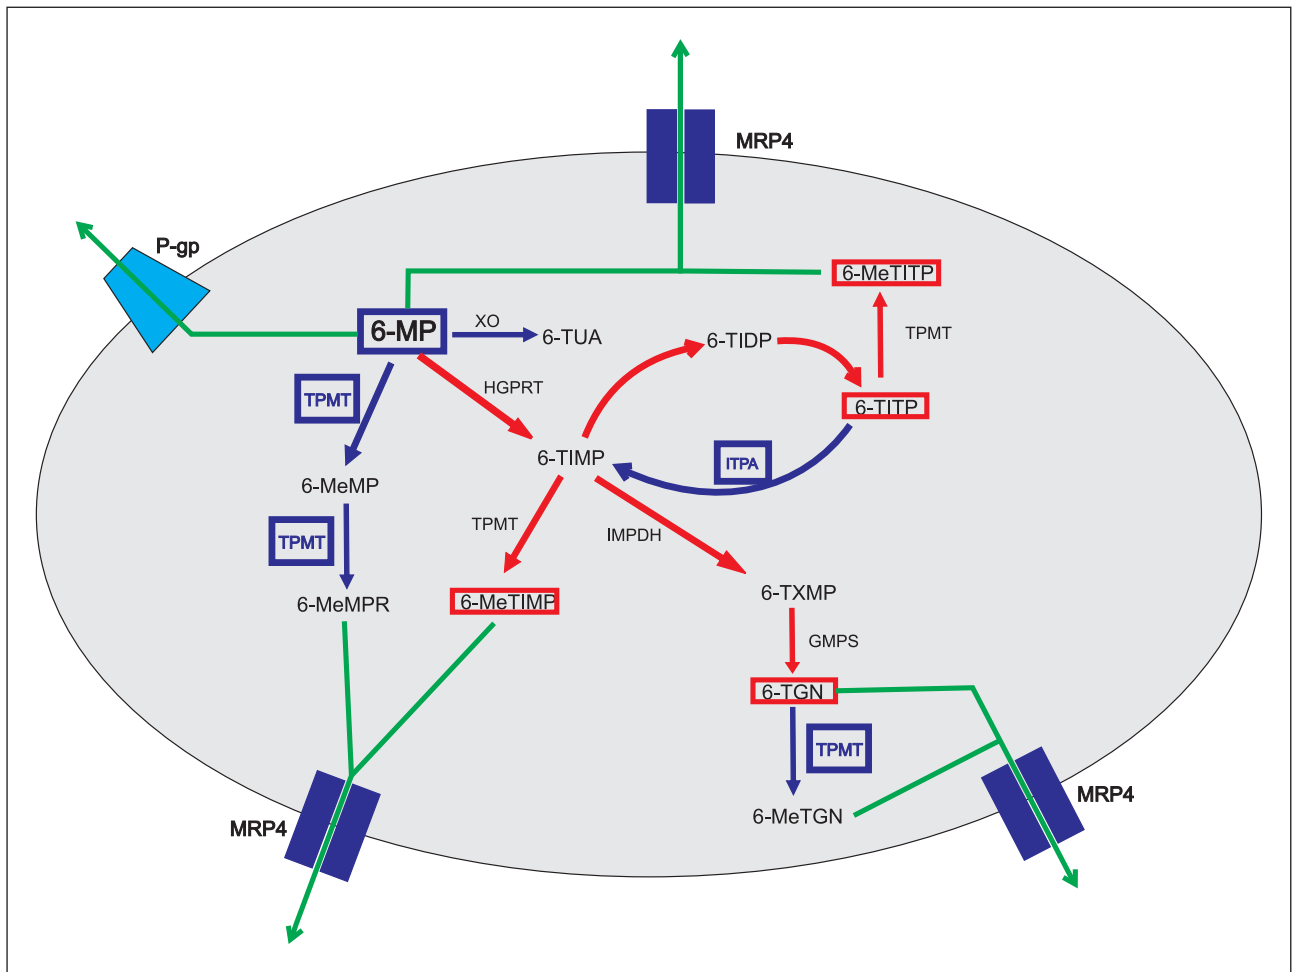 MRP4
P-gp
6-MeTITP
6-MP
XO
6-TUA
6-TIDP
TPMT
HGPRT
TPMT
6-TITP
6-TIMP
ITPA
6-MeMP
TPMT
IMPDH
TPMT
6-MeMPR
6-MeTIMP
6-TXMP
GMPS
6-TGN
TPMT
MRP4
6-MeTGN
MRP4